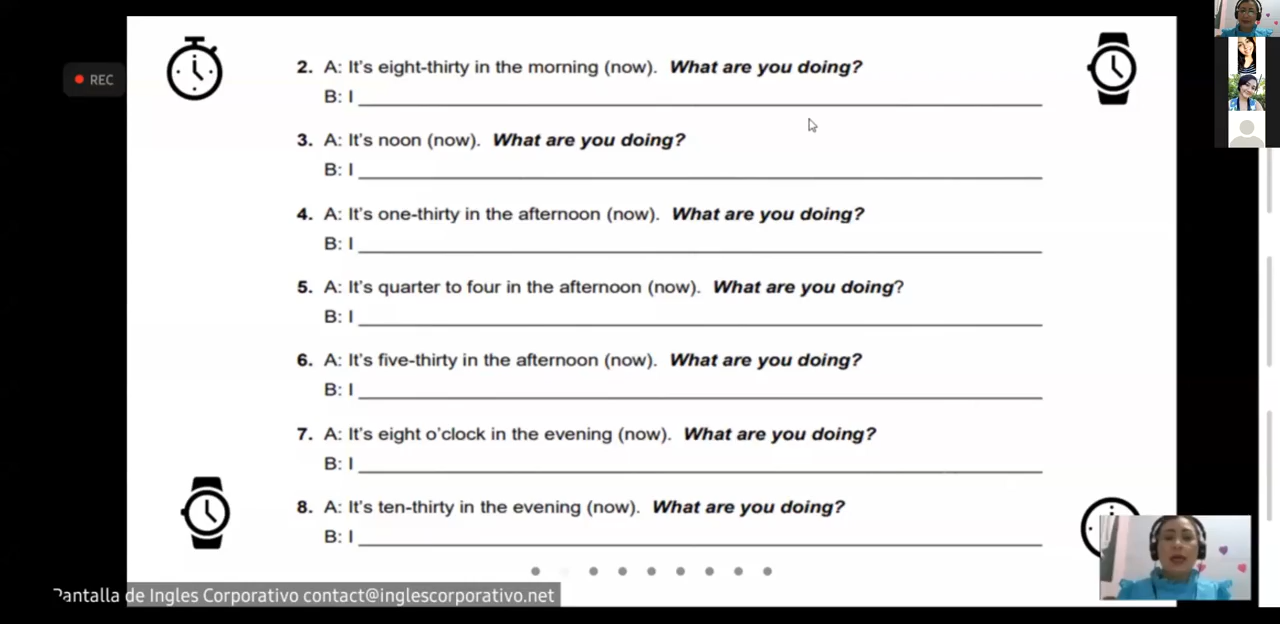 REC
2. A: It's eight-thirty in the morning (now). What are you doing?
B: I
3. A: It's noon (now). What are you doing?
B: I
4. A: It's one-thirty in the afternoon (now). What are you doing?
B: I
5. A: It's quarter to four in the afternoon (now). What are you doing?
B: I
6. A: It's five-thirty in the afternoon (now). What are you doing?
B: I
7. A: It's eight o'clock in the evening (now). What are you doing?
B: I
8. A: It's ten-thirty in the evening (now). What are you doing?
B: I
Pantalla de Ingles Corporativo contact@inglescorporativo.net